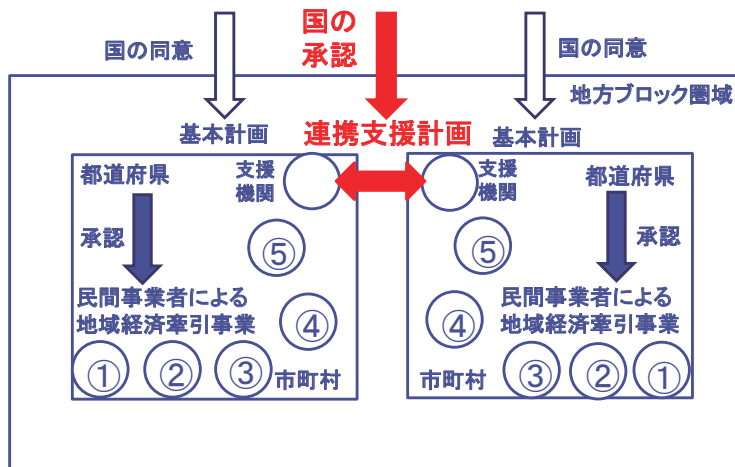 国の同意
国の
承認
国の同意
地方ブロック圏域
基本計画
連携支援計画
基本計画
都道府県
支援
機関
承認
⑤
民間事業者による
地域経済牽引事業
④
① ② ③
市町村
支援
機関
都道府県
⑤
承認
民間事業者による
地域経済牽引事業
④
③ ② ①
市町村